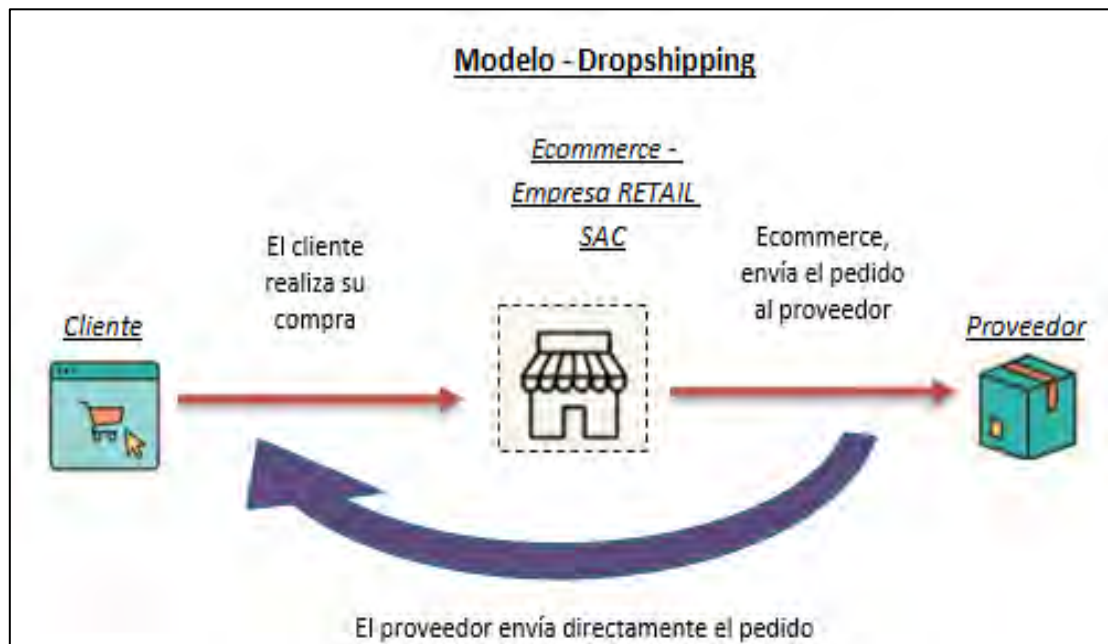 Modelo - Dropshipping
Ecommerce -
Empresa RETAIL
SAC
El cliente
realiza su
compra
Ecommerce,
envía el pedido
al proveedor
Cliente
Proveedor
El proveedor envía directamente el pedido